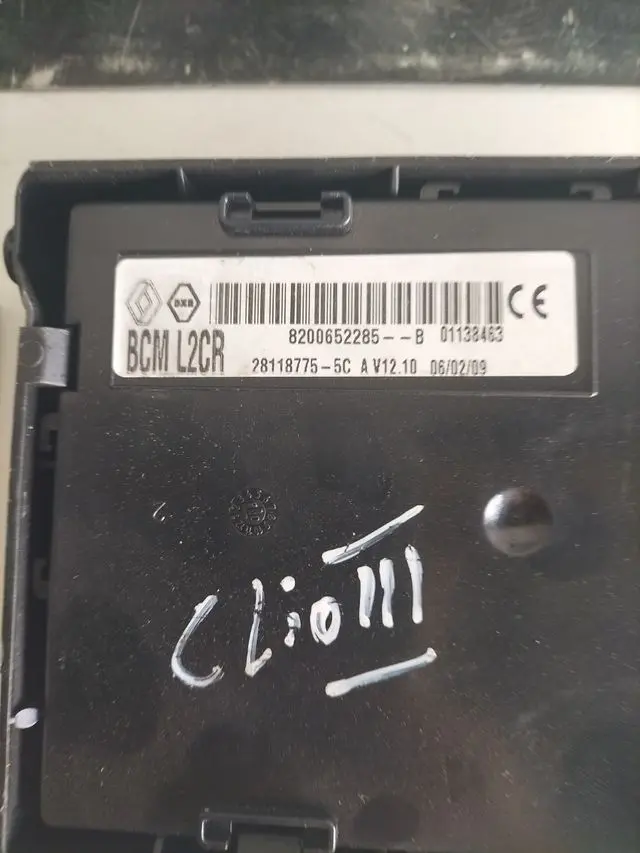 8200652285--B 01138463
BCM L2CR
28118775-5C A V12.10 06/02/09
CLiO III